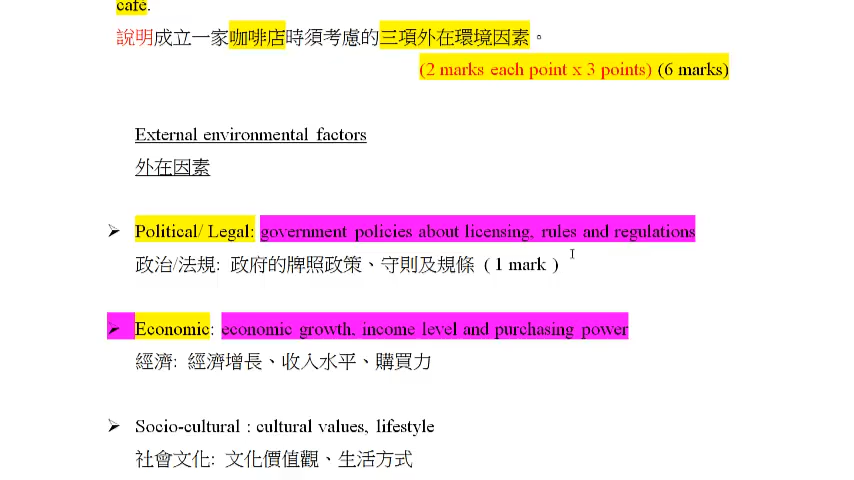 café.
說明成立一家咖啡店時須考慮的三項外在環境因素。
(2 marks each point x 3 points) (6 marks)
External environmental factors
外在因素
➢ Political/ Legal: government policies about licensing, rules and regulations
政治/法規: 政府的牌照政策、守則及規條 ( 1 mark )
➢ Economic: economic growth, income level and purchasing power
經濟: 經濟增長、收入水平、購買力
➢ Socio-cultural : cultural values, lifestyle
社會文化: 文化價值觀、生活方式